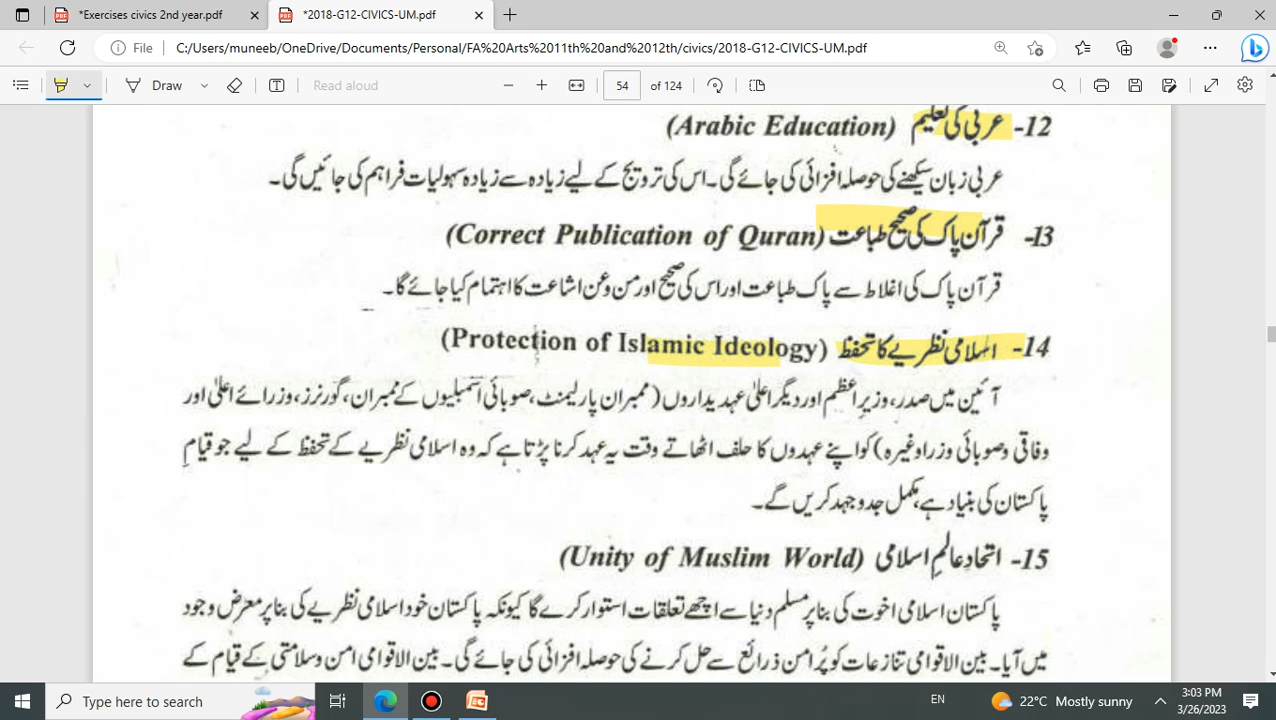 *Exercises civics 2nd year.pdf
*2018-G12-CIVICS-UM.pdf
File C:/Users/muneeb/OneDrive/Documents/Personal/FA%20Arts%2011th%20and%2012th/civics/2018-G12-CIVICS-UM.pdf
Draw Read aloud 54 of 124
12- عربی کی تعلیم (Arabic Education)
عربی زبان سیکھنے کی حوصلہ افزائی کی جائے گی۔ اس کی ترویج کے لیے زیادہ سے زیادہ سہولیات فراہم کی جائیں گی۔
13- قرآن پاک کی صحیح طباعت (Correct Publication of Quran)
قرآن پاک کی اغلاط سے پاک طباعت اور اس کی صحیح اور من و عن اشاعت کا اہتمام کیا جائے گا۔
14- اسلامی نظریے کا تحفظ (Protection of Islamic Ideology)
آئین میں صدر، وزیراعظم اور دیگر اعلیٰ عہدیداروں (ممبران پارلیمنٹ، صوبائی اسمبلیوں کے ممبران، گورنرز، وزرائے اعلیٰ اور
وفاقی و صوبائی وزرا وغیرہ) کو اپنے عہدوں کا حلف اٹھاتے وقت یہ عہد کرنا پڑتا ہے کہ وہ اسلامی نظریے کے تحفظ کے لیے جو قیامِ
پاکستان کی بنیاد ہے، مکمل جدوجہد کریں گے۔
15- اتحادِ عالمِ اسلامی (Unity of Muslim World)
پاکستان اسلامی اخوت کی بنا پر مسلم دنیا سے اچھے تعلقات استوار کرے گا کیونکہ پاکستان خود اسلامی نظریے کی بنا پر معرض وجود
میں آیا۔ بین الاقوامی تنازعات کو پُر امن ذرائع سے حل کرنے کی حوصلہ افزائی کی جائے گی۔ بین الاقوامی امن و سلامتی کے قیام کے
Type here to search
22°C Mostly sunny
EN
3:03 PM
3/26/2023